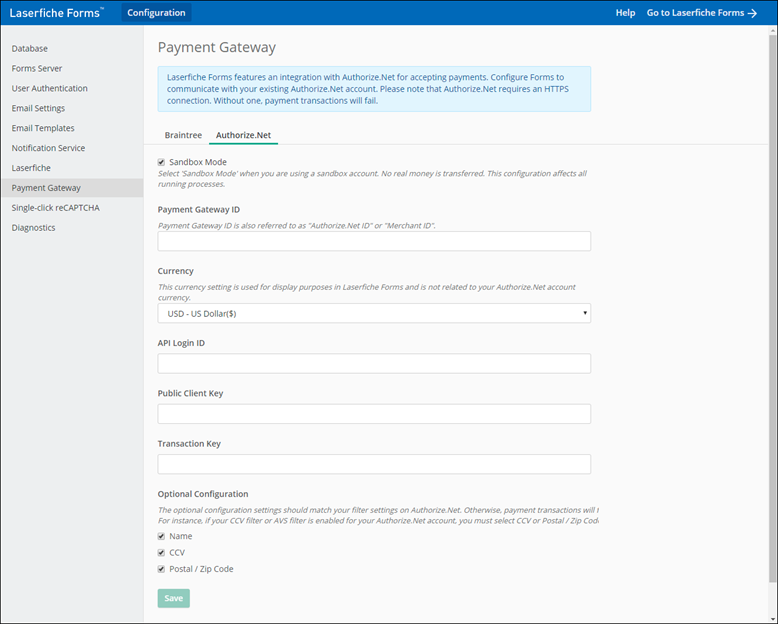 Laserfiche Forms™ Configuration Help Go to Laserfiche Forms →
Database
Forms Server
User Authentication
Email Settings
Email Templates
Notification Service
Laserfiche
Payment Gateway
Single-click reCAPTCHA
Diagnostics
Payment Gateway
Laserfiche Forms features an integration with Authorize.Net for accepting payments. Configure Forms to
communicate with your existing Authorize.Net account. Please note that Authorize.Net requires an HTTPS
connection. Without one, payment transactions will fail.
Braintree Authorize.Net
Sandbox Mode
Select 'Sandbox Mode' when you are using a sandbox account. No real money is transferred. This configuration affects all
running processes.
Payment Gateway ID
Payment Gateway ID is also referred to as "Authorize.Net ID" or "Merchant ID".
Currency
This currency setting is used for display purposes in Laserfiche Forms and is not related to your Authorize.Net account
currency.
USD - US Dollar($)
API Login ID
Public Client Key
Transaction Key
Optional Configuration
The optional configuration settings should match your filter settings on Authorize.Net. Otherwise, payment transactions will
For instance, if your CCV filter or AVS filter is enabled for your Authorize.Net account, you must select CCV or Postal / Zip
Name
CCV
Postal / Zip Code
Save